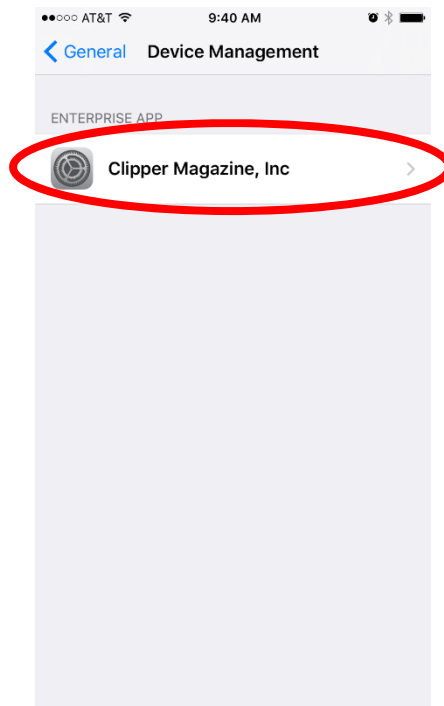 AT&T 9:40 AM
General Device Management
ENTERPRISE APP
Clipper Magazine, Inc